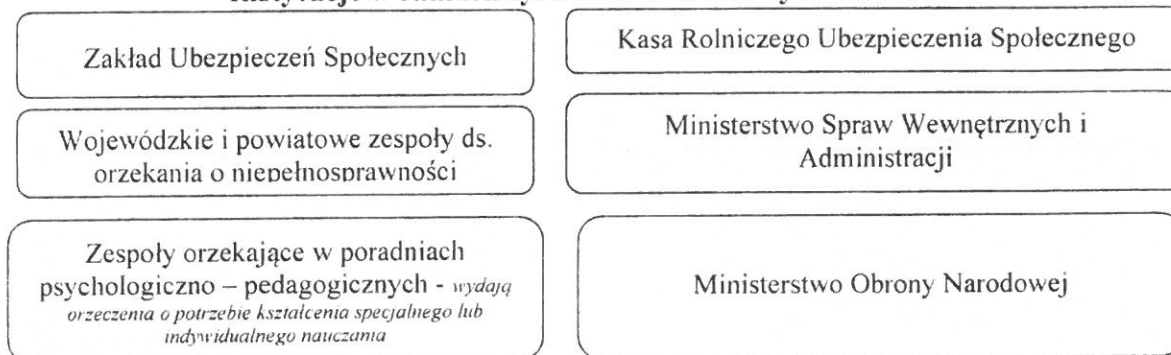 Zakład Ubezpieczeń Społecznych
Kasa Rolniczego Ubezpieczenia Społecznego
Wojewódzkie i powiatowe zespoły ds.
orzekania o niepełnosprawności
Ministerstwo Spraw Wewnętrznych i
Administracji
Zespoły orzekające w poradniach
psychologiczno – pedagogicznych - wydają
orzeczenia o potrzebie kształcenia specjalnego lub
indywidualnego nauczania
Ministerstwo Obrony Narodowej